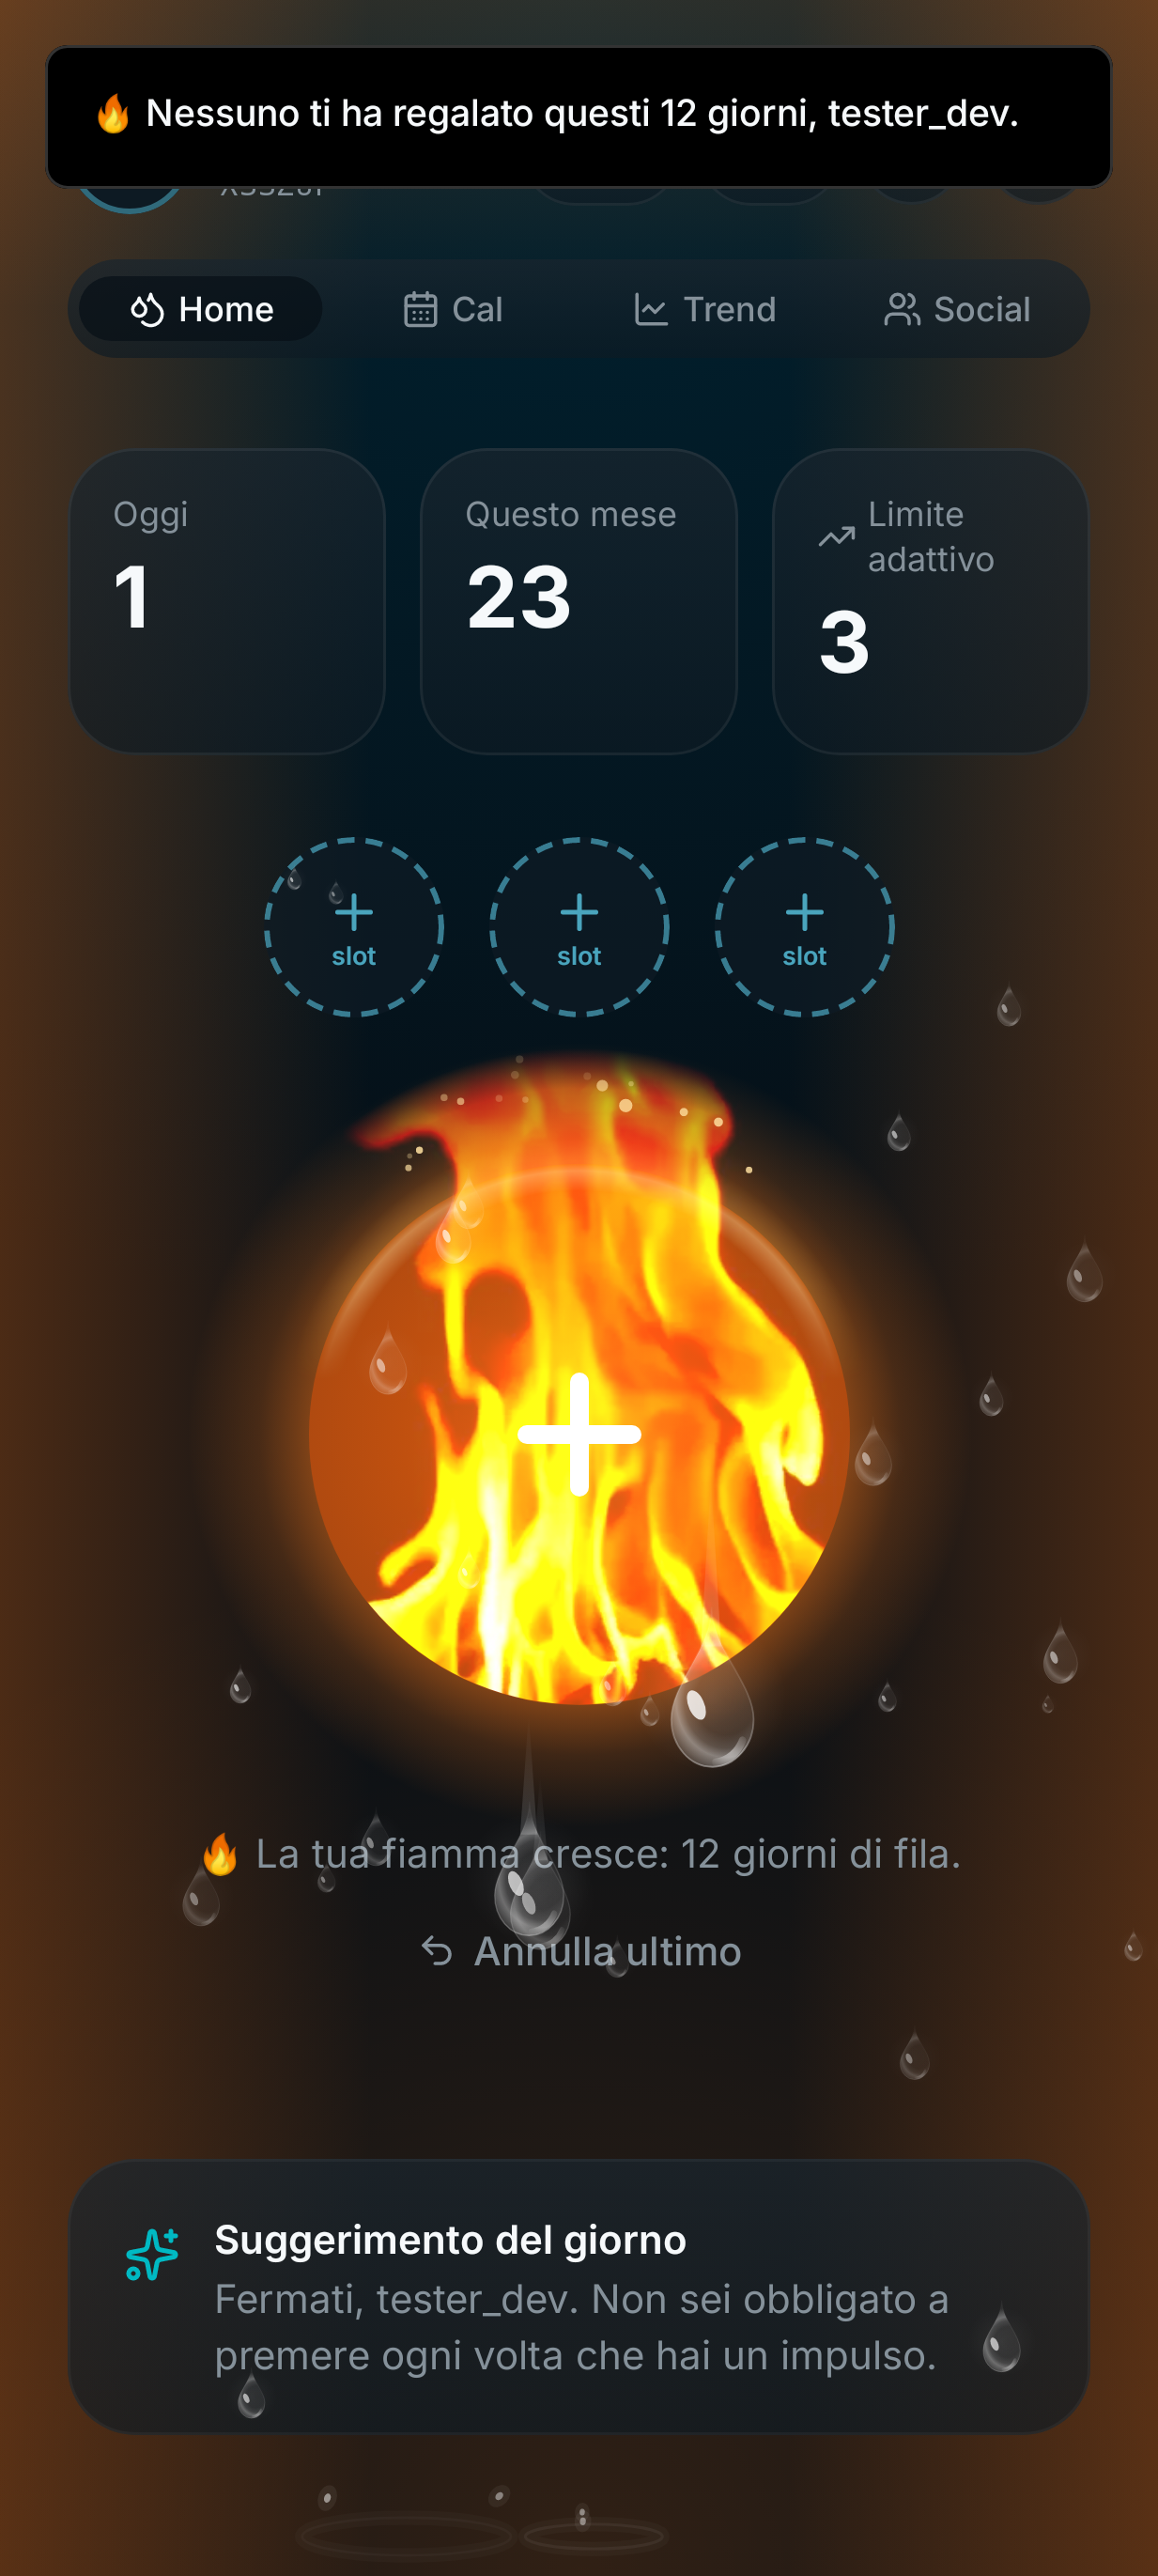 🔥 Nessuno ti ha regalato questi 12 giorni, tester_dev.
Home
Cal
Trend
Social
Oggi
1
Questo mese
23
Limite
adattivo
3
slot
slot
slot
🔥 La tua fiamma cresce: 12 giorni di fila.
Annulla ultimo
Suggerimento del giorno
Fermati, tester_dev. Non sei obbligato a
premere ogni volta che hai un impulso.